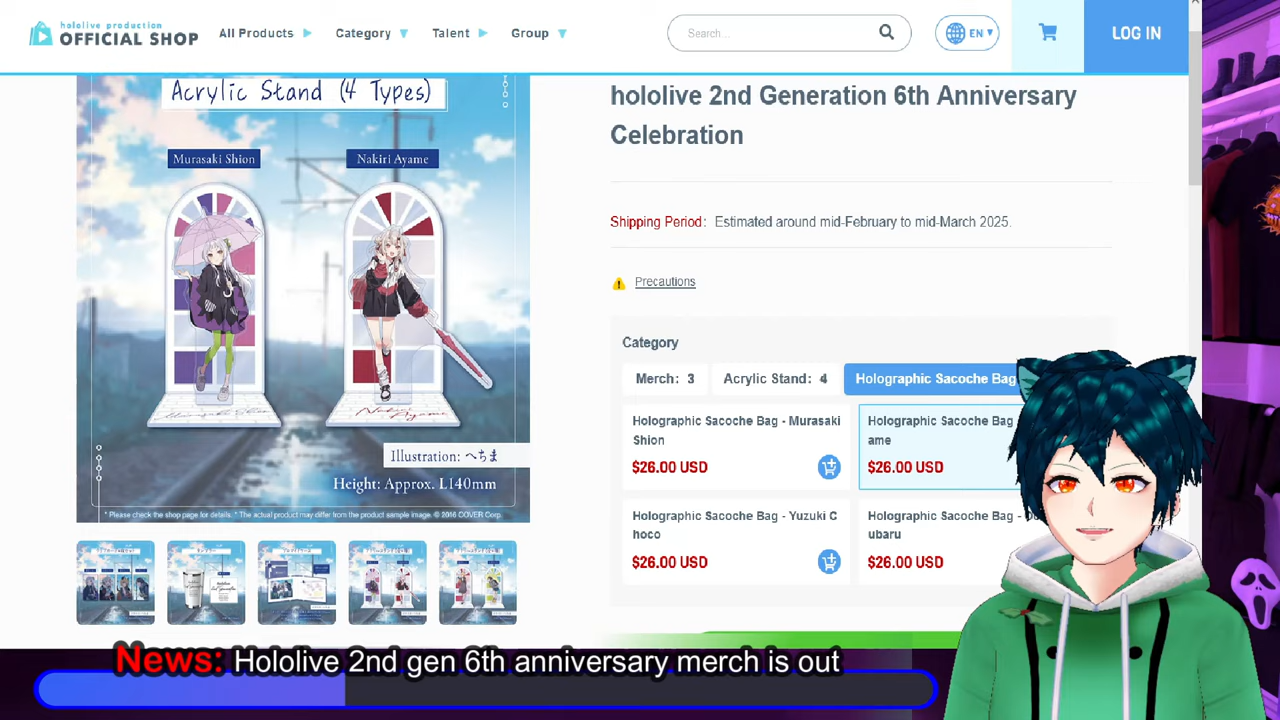 hololive production
OFFICIAL SHOP
All Products
Category
Talent
Group
Search...
EN
LOG IN
Acrylic Stand (4 Types)
Murasaki Shion
Nakiri Ayame
Illustration: へちま
Height: Approx. L140mm
* Please check the shop page for details. * The actual product may differ from the product sample image. © 2016 COVER Corp.
hololive 2nd Generation 6th Anniversary
Celebration
Shipping Period: Estimated around mid-February to mid-March 2025.
Precautions
Category
Merch: 3
Acrylic Stand: 4
Holographic Sacoche Bag
Holographic Sacoche Bag - Murasaki
Shion
$26.00 USD
Holographic Sacoche Bag -
ame
$26.00 USD
Holographic Sacoche Bag - Yuzuki C
hoco
$26.00 USD
Holographic Sacoche Bag -
ubaru
$26.00 USD
News: Hololive 2nd gen 6th anniversary merch is out